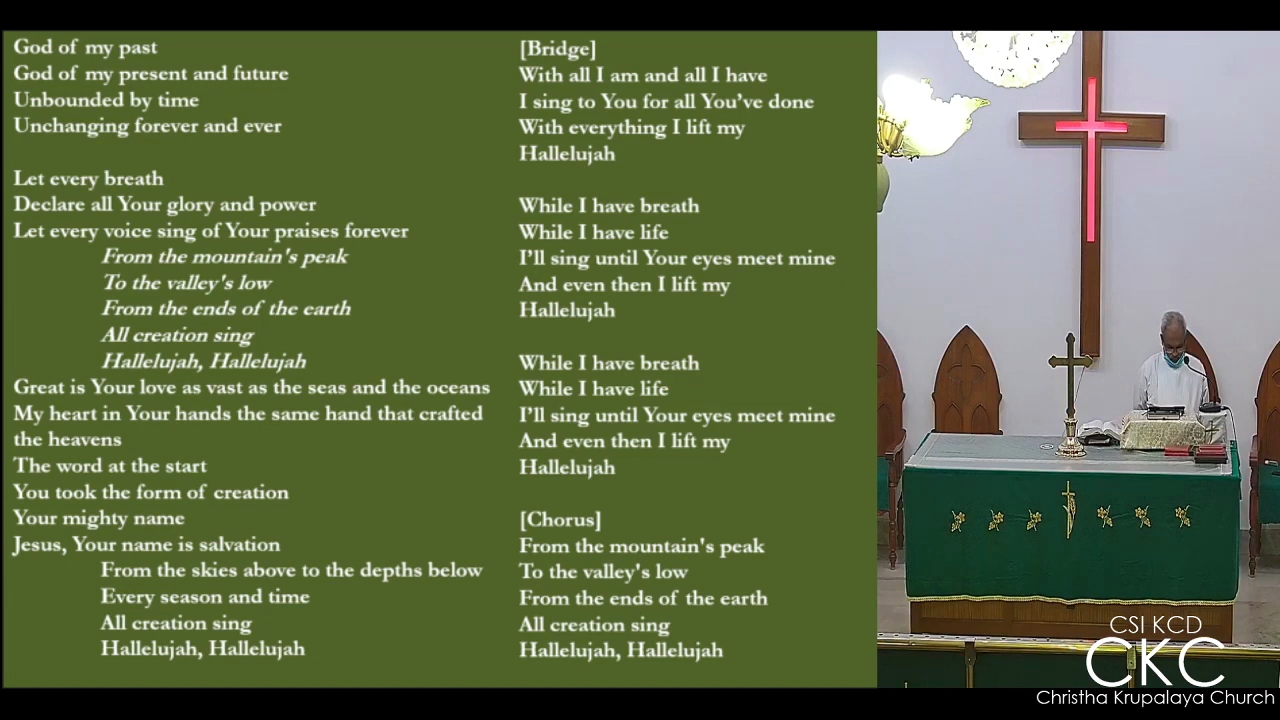 God of my past
God of my present and future
Unbounded by time
Unchanging forever and ever
Let every breath
Declare all Your glory and power
Let every voice sing of Your praises forever
From the mountain's peak
To the valley's low
From the ends of the earth
All creation sing
Hallelujah, Hallelujah
Great is Your love as vast as the seas and the oceans
My heart in Your hands the same hand that crafted
the heavens
The word at the start
You took the form of creation
Your mighty name
Jesus, Your name is salvation
From the skies above to the depths below
Every season and time
All creation sing
Hallelujah, Hallelujah
[Bridge]
With all I am and all I have
I sing to You for all You’ve done
With everything I lift my
Hallelujah
While I have breath
While I have life
I’ll sing until Your eyes meet mine
And even then I lift my
Hallelujah
While I have breath
While I have life
I’ll sing until Your eyes meet mine
And even then I lift my
Hallelujah
[Chorus]
From the mountain's peak
To the valley's low
From the ends of the earth
All creation sing
Hallelujah, Hallelujah
CSI KCD
CKC
Christha Krupalaya Church